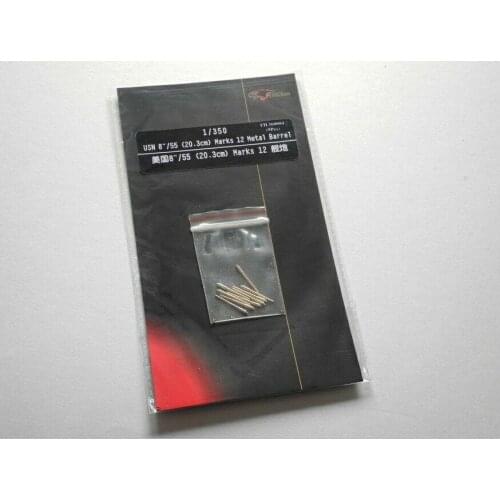 1/350
USN 8"/55 (20.3cm) Marks 12 Metal Barrel
美国8"/55 (20.3cm) Marks 12 舰炮